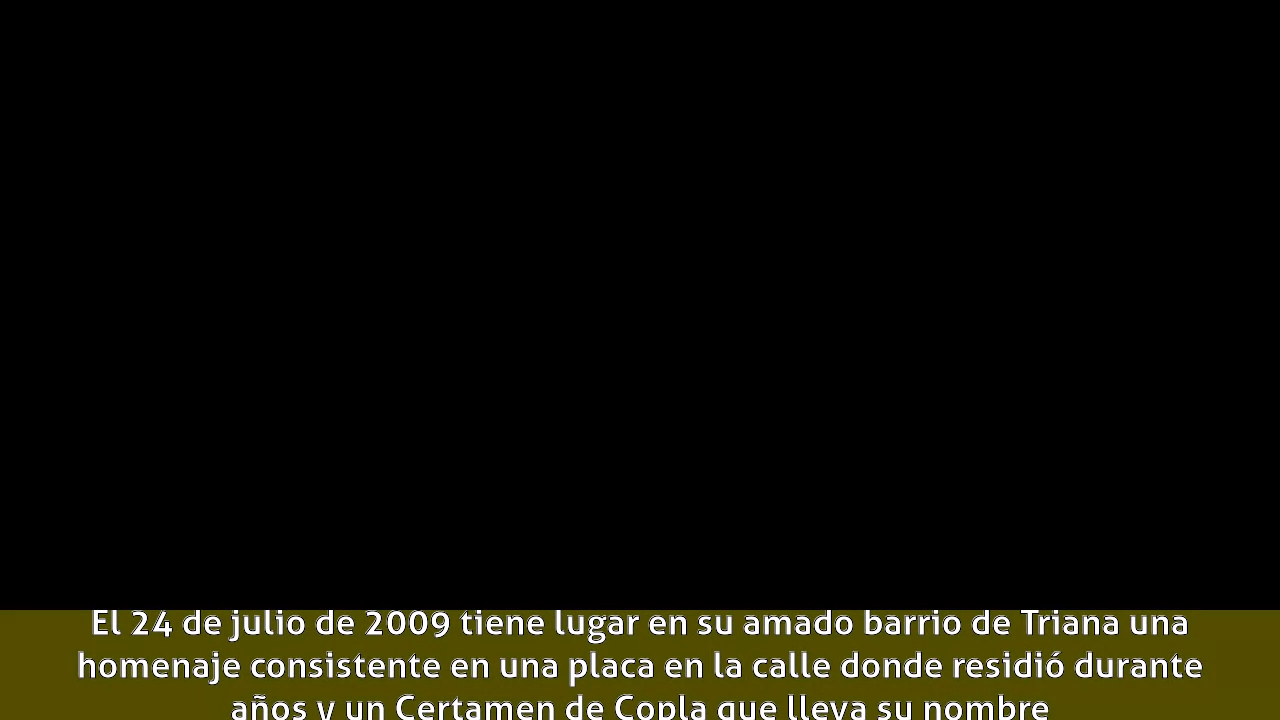 El 24 de julio de 2009 tiene lugar en su amado barrio de Triana una
homenaje consistente en una placa en la calle donde residió durante
años y un Certamen de Copla que lleva su nombre